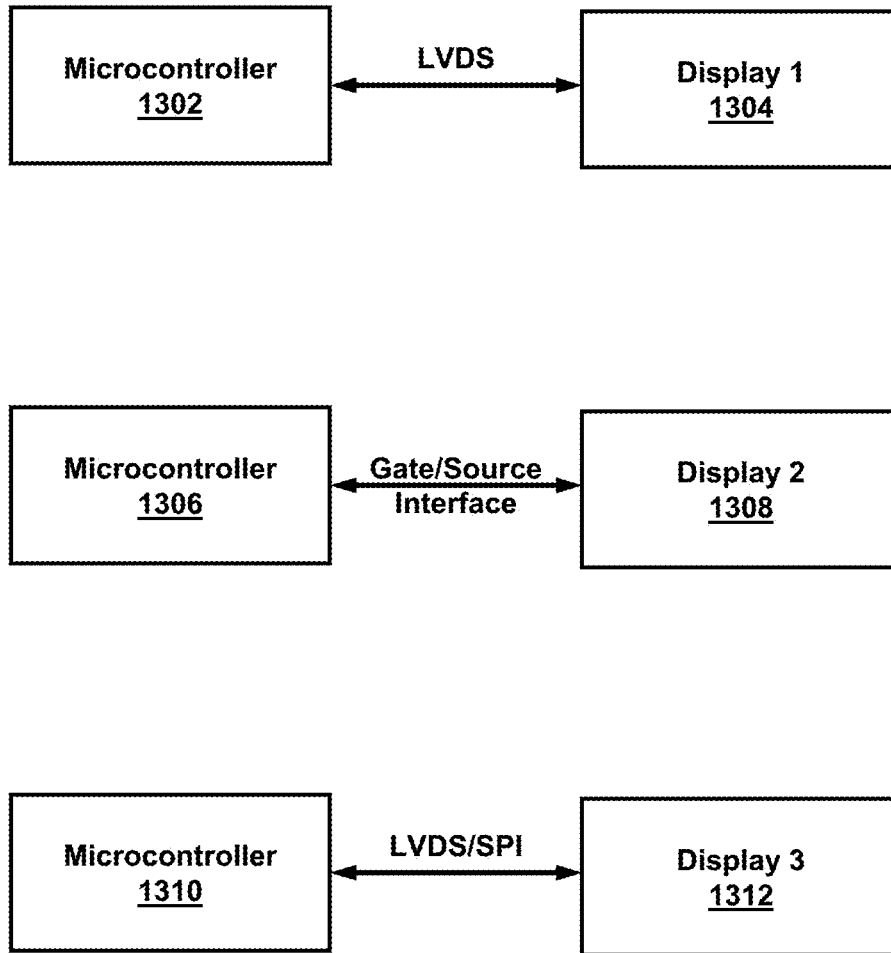 Microcontroller
1302
LVDS
Display 1
1304
Microcontroller
1306
Gate/Source
Interface
Display 2
1308
Microcontroller
1310
LVDS/SPI
Display 3
1312